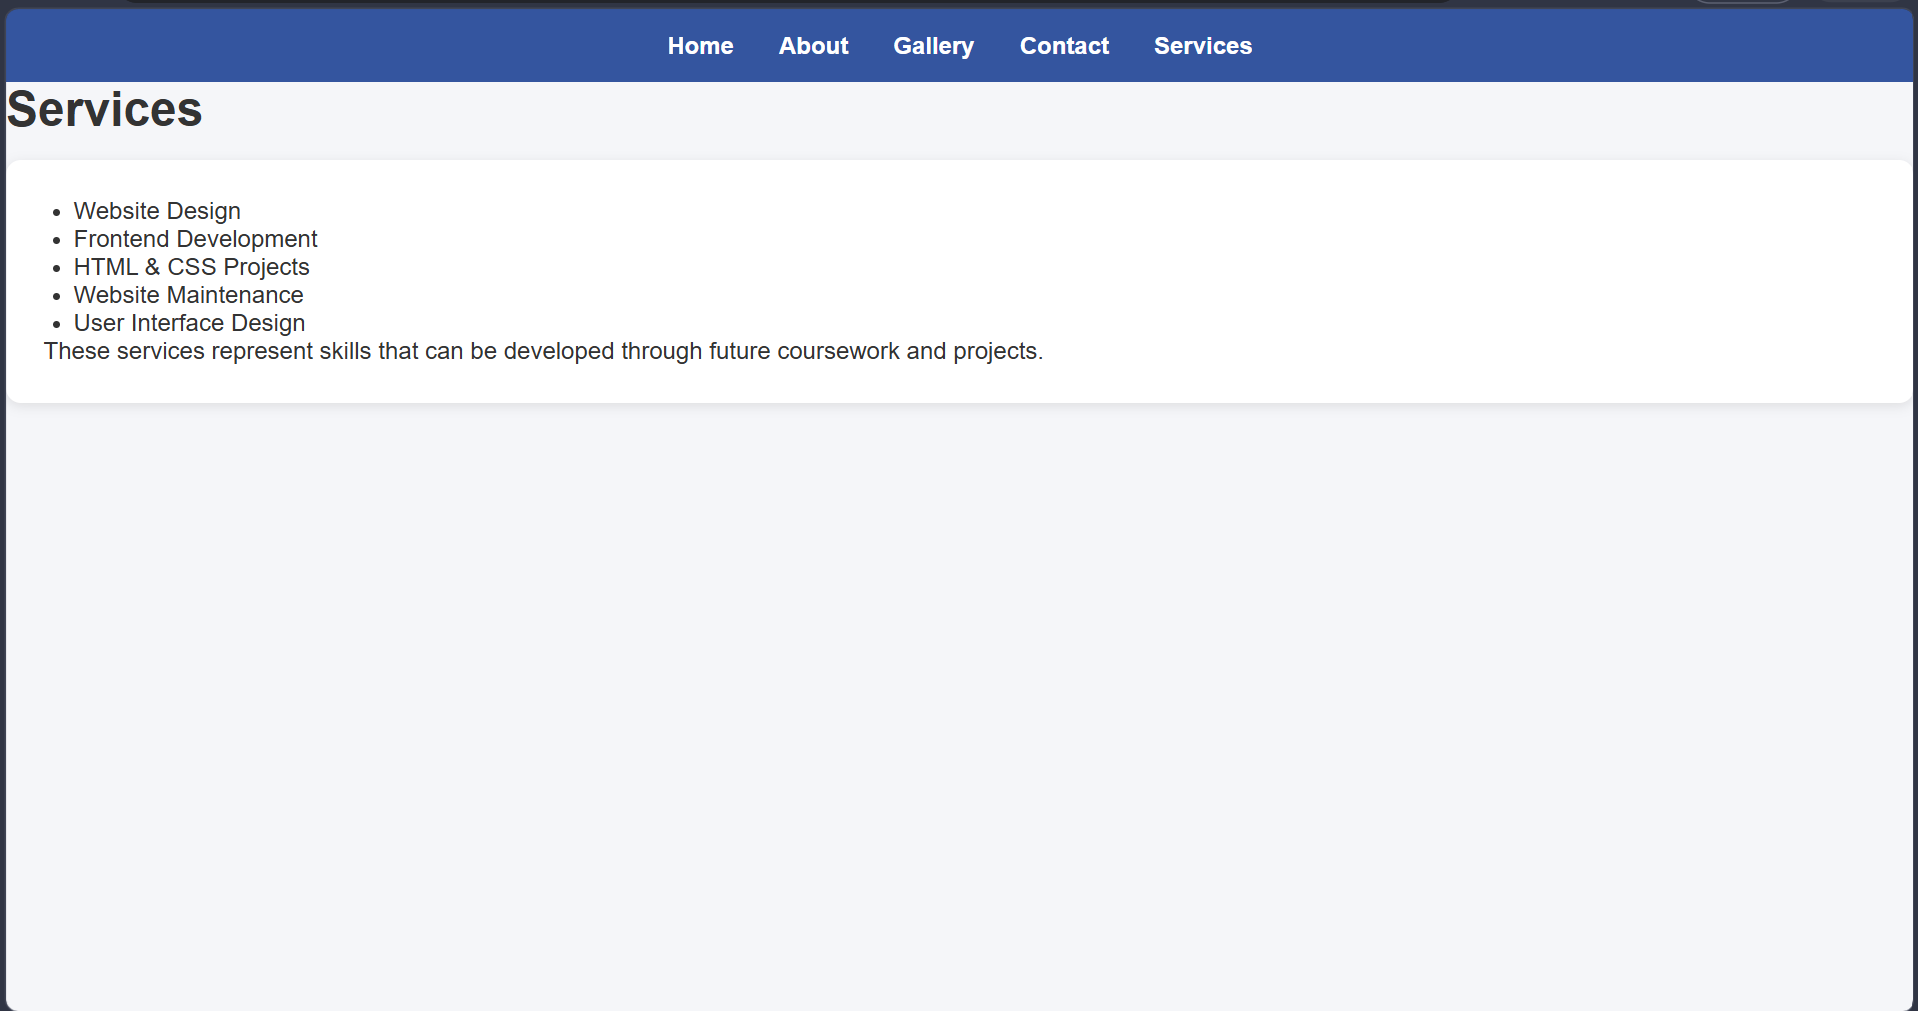 Home About Gallery Contact Services
Services
• Website Design
• Frontend Development
• HTML & CSS Projects
• Website Maintenance
• User Interface Design
These services represent skills that can be developed through future coursework and projects.